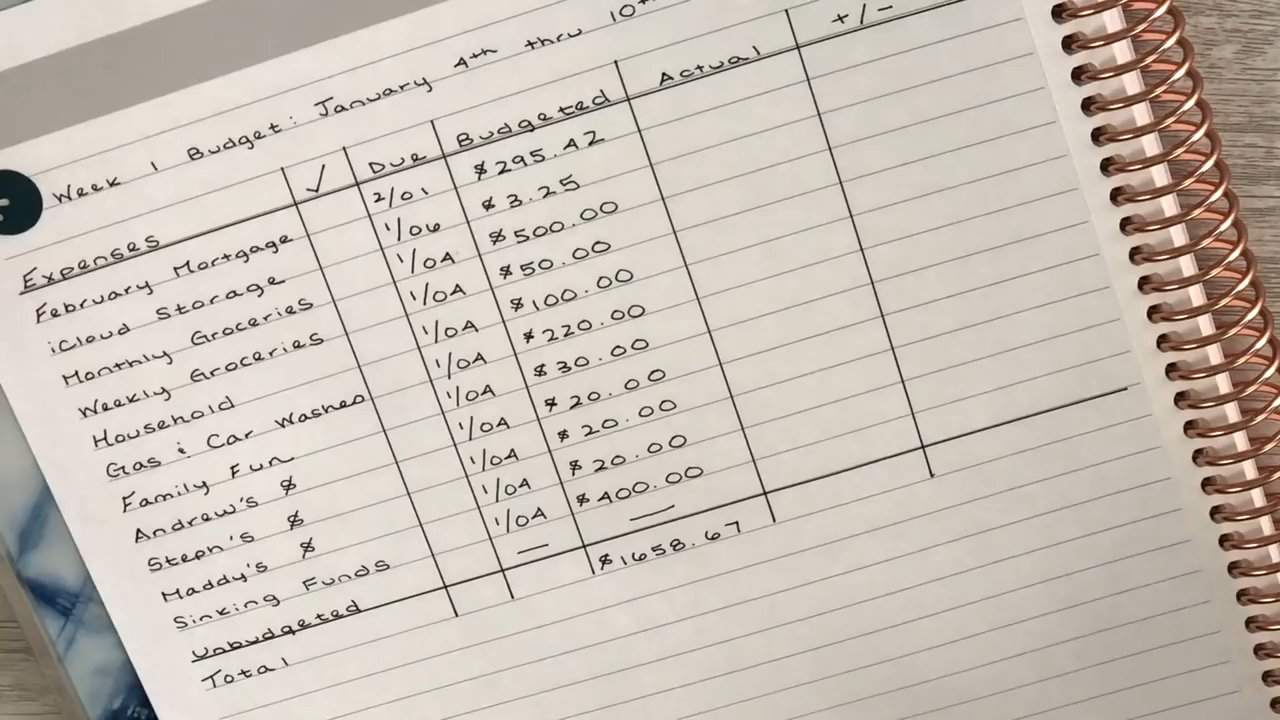 Week 1 Budget: January 4th thru 10th
Expenses ✓ Due Budgeted Actual +/-
February Mortgage 2/01 $295.42
iCloud Storage 1/06 $3.25
Monthly Groceries 1/04 $500.00
Weekly Groceries 1/04 $50.00
Household 1/04 $100.00
Gas & Car Washes 1/04 $220.00
Family Fun 1/04 $30.00
Andrew's $ 1/04 $20.00
Steph's $ 1/04 $20.00
Maddy's $ 1/04 $20.00
Sinking Funds 1/04 $400.00
Unbudgeted — —
Total $1658.67